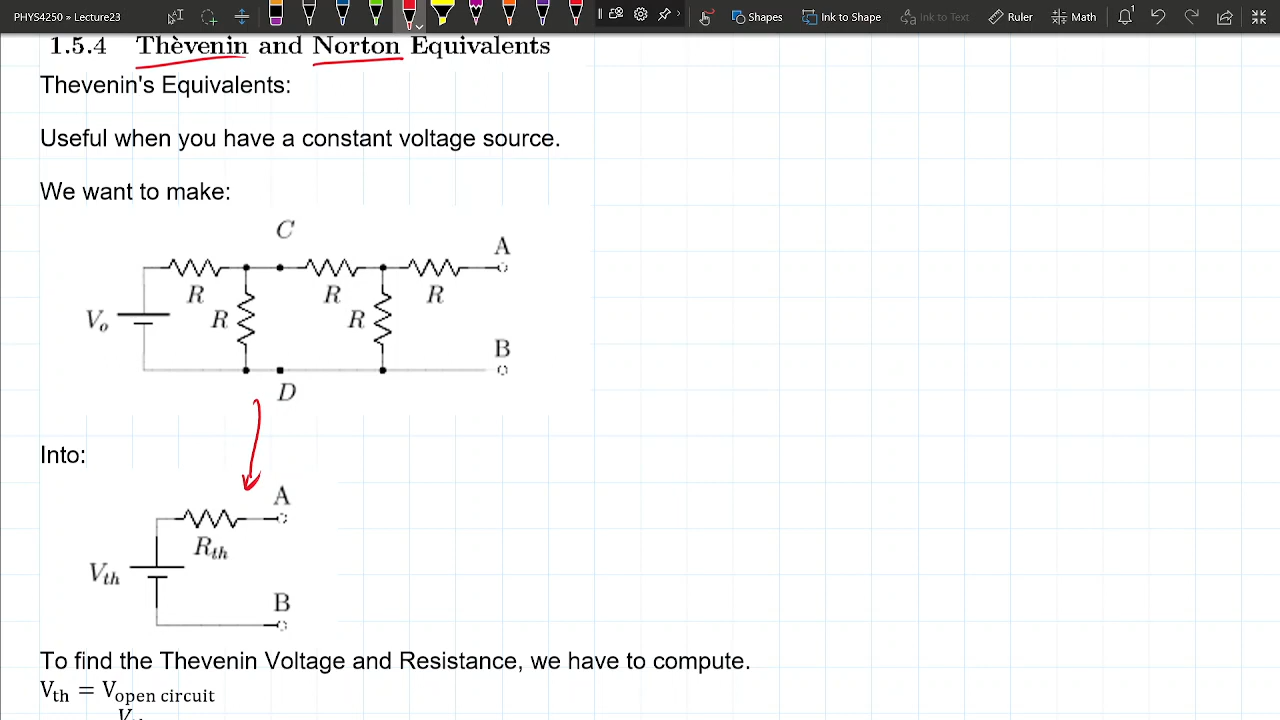 PHYS4250 » Lecture23
Shapes
Ink to Shape
Ink to Text
Ruler
Math
1.5.4 Thèvenin and Norton Equivalents
Thevenin's Equivalents:
Useful when you have a constant voltage source.
We want to make:
C
A
R
R
R
Vo
R
R
B
D
Into:
A
Rth
Vth
B
To find the Thevenin Voltage and Resistance, we have to compute.
Vth = Vopen circuit